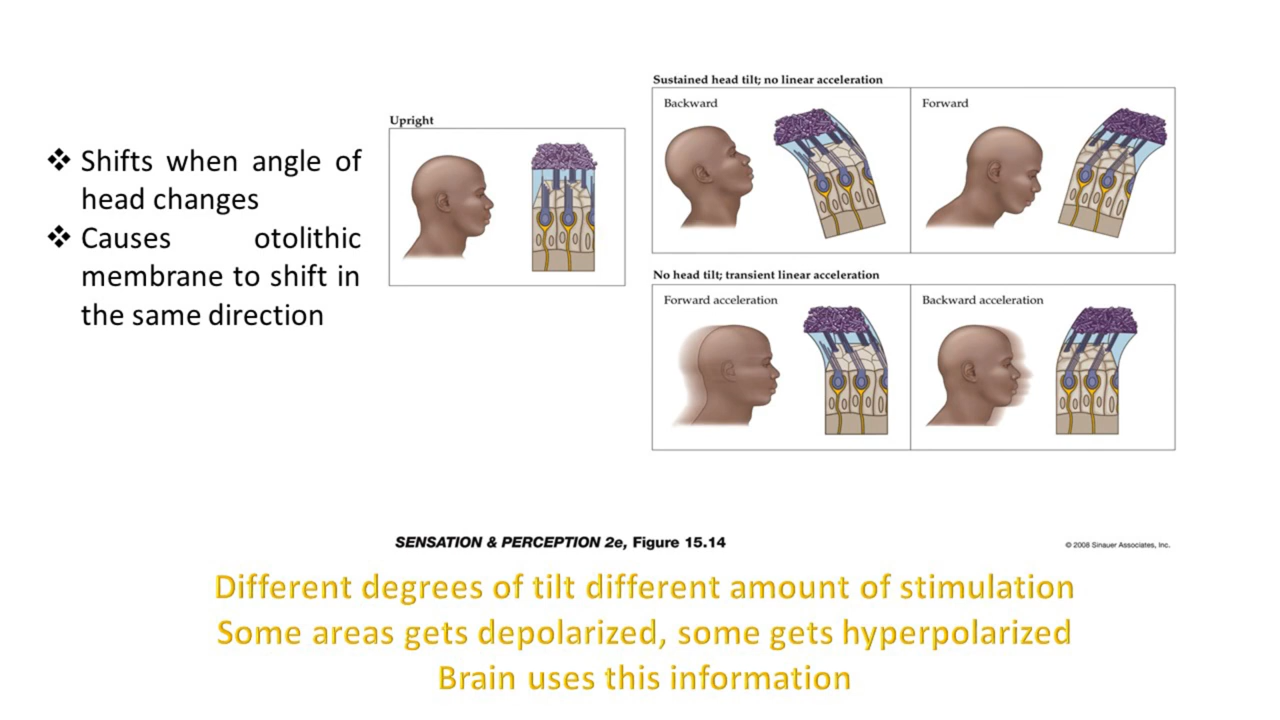 ❖ Shifts when angle of
head changes
❖ Causes otolithic
membrane to shift in
the same direction
Upright
Sustained head tilt; no linear acceleration
Backward
Forward
No head tilt; transient linear acceleration
Forward acceleration
Backward acceleration
SENSATION & PERCEPTION 2e, Figure 15.14
© 2008 Sinauer Associates, Inc.
Different degrees of tilt different amount of stimulation
Some areas gets depolarized, some gets hyperpolarized
Brain uses this information